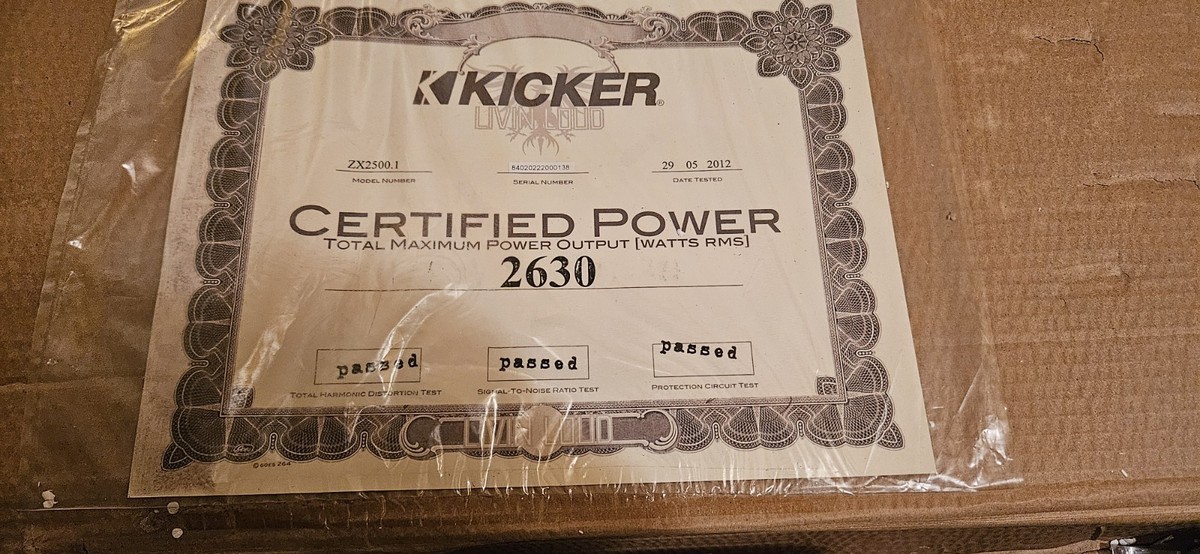 KICKER®
LIVIN LOUD
ZX2500.1 84020222000138 29 05 2012
MODEL NUMBER SERIAL NUMBER DATE TESTED
CERTIFIED POWER
TOTAL MAXIMUM POWER OUTPUT [WATTS RMS]
2630
passed passed passed
TOTAL HARMONIC DISTORTION TEST SIGNAL-TO-NOISE RATIO TEST PROTECTION CIRCUIT TEST
LIVIN LOUD
© GOES 264